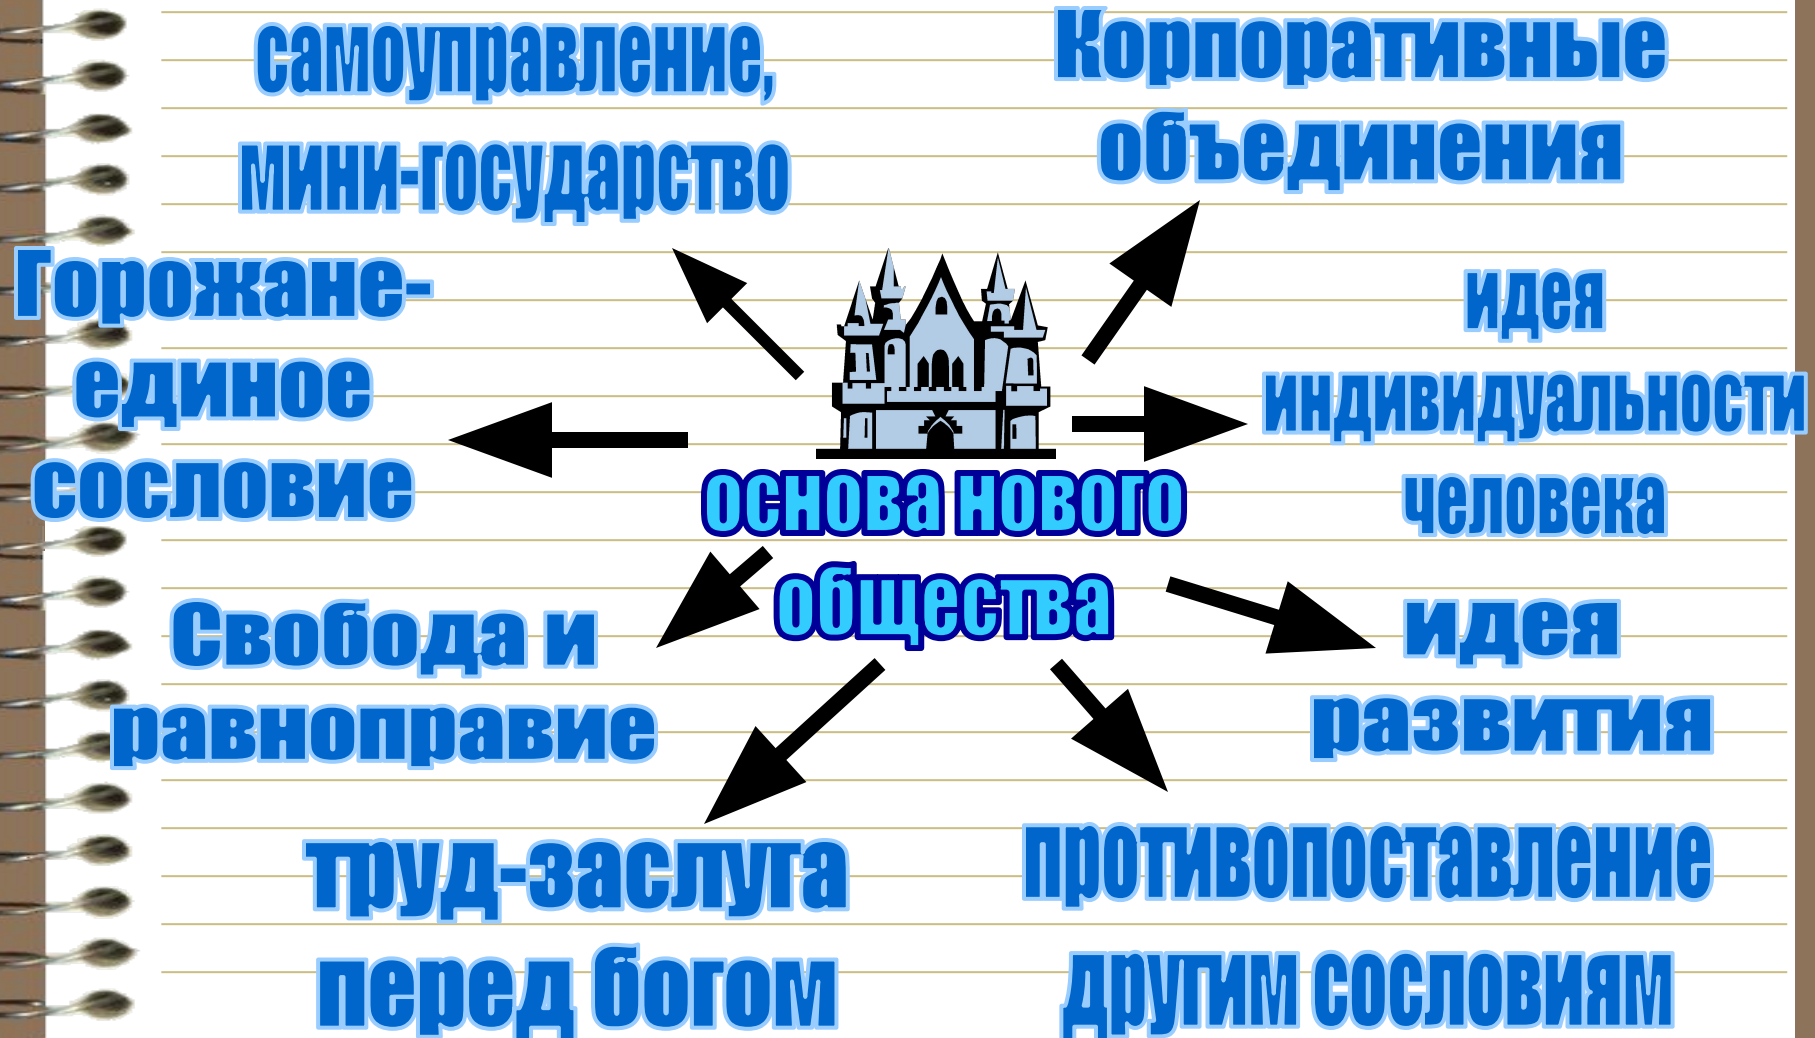 самоуправление,
мини-государство
Корпоративные
объединения
Горожане-
единое
сословие
идея
индивидуальности
человека
основа нового
общества
Свобода и
равноправие
идея
развития
труд-заслуга
перед богом
противопоставление
другим сословиям